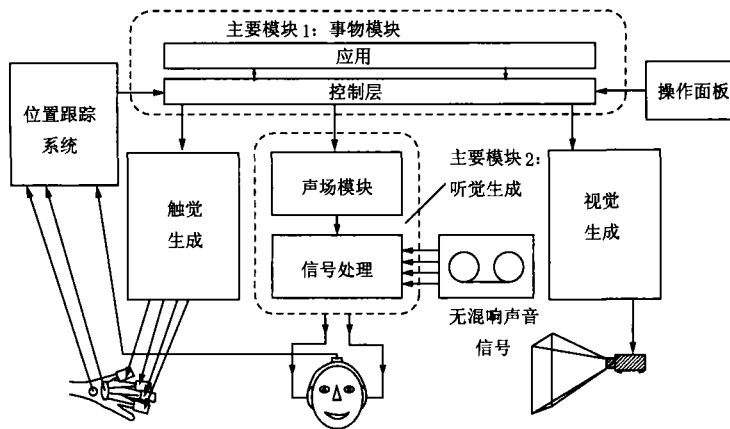 主要模块1：事物模块
应用
控制层
位置跟踪
系统
操作面板
触觉
生成
声场模块
信号处理
主要模块2：
听觉生成
视觉
生成
无混响声音
信号